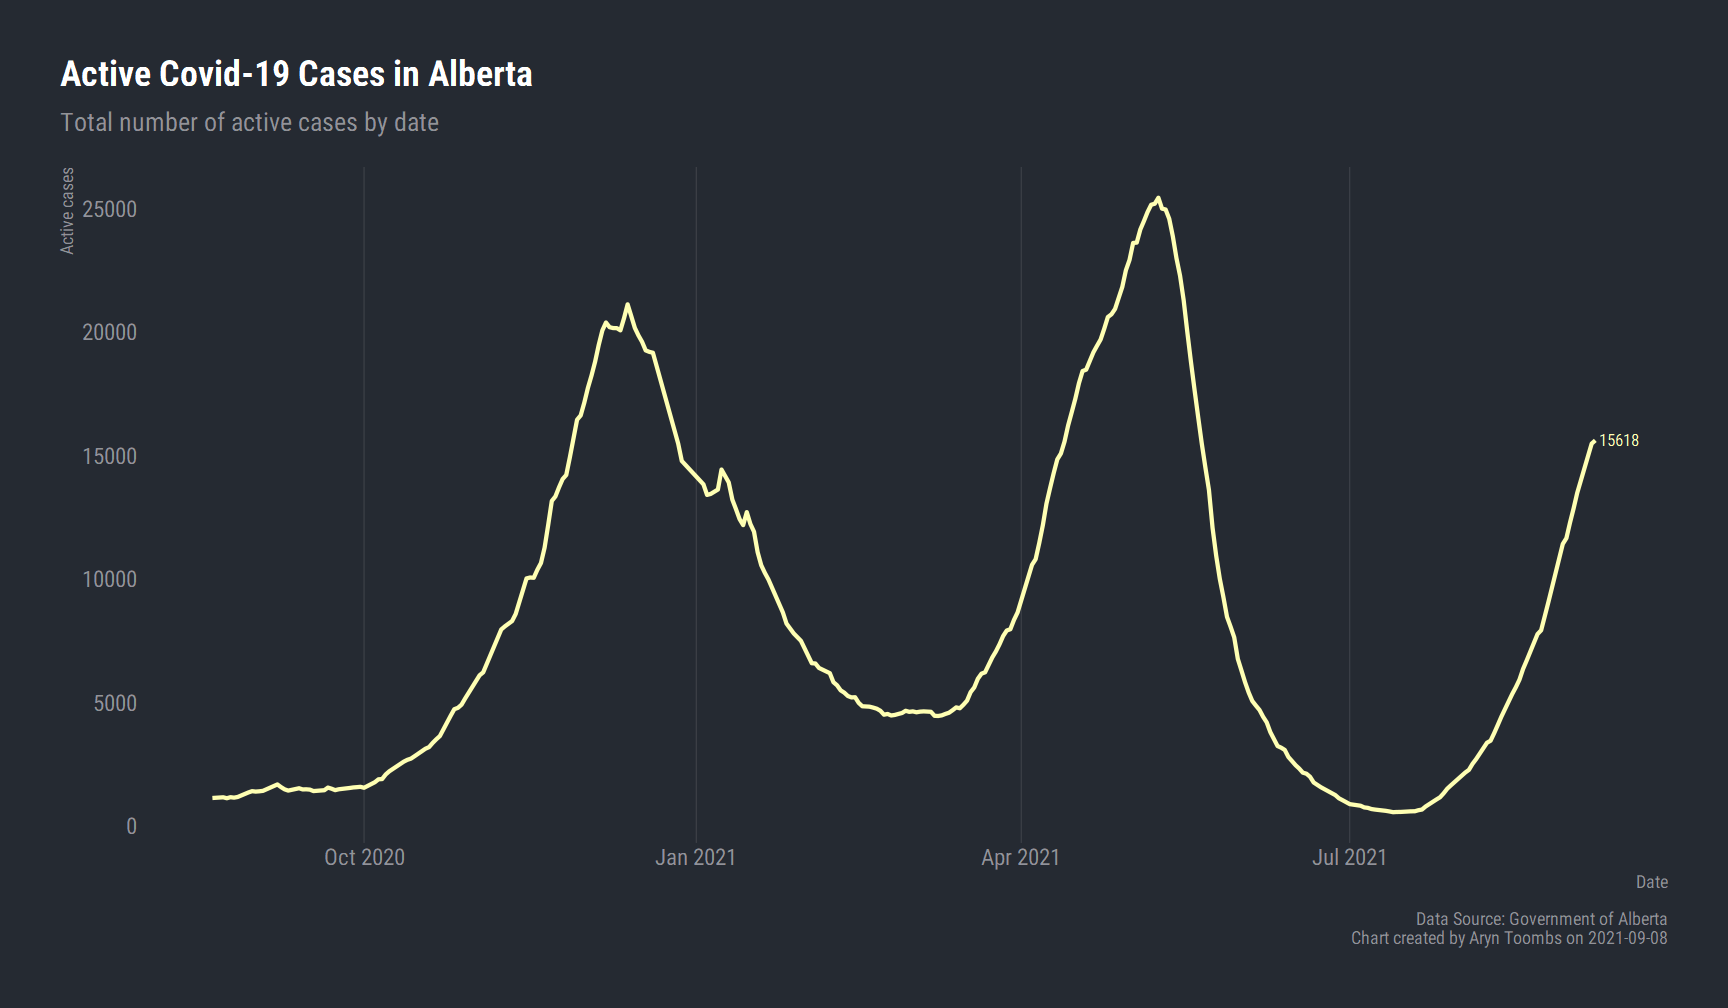 Active Covid-19 Cases in Alberta
Total number of active cases by date
Active cases
25000
20000
15000
10000
5000
0
15618
Oct 2020
Jan 2021
Apr 2021
Jul 2021
Date
Data Source: Government of Alberta
Chart created by Aryn Toombs on 2021-09-08